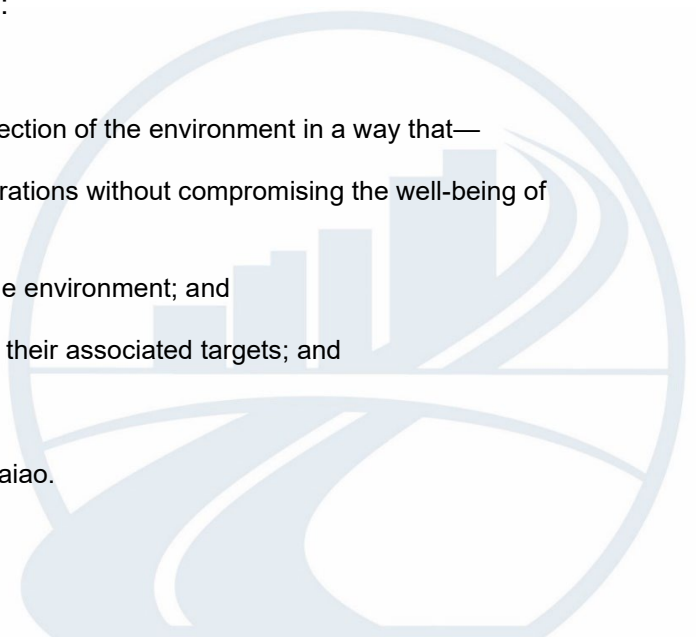 :
ection of the environment in a way that—
rations without compromising the well-being of
e environment; and
their associated targets; and
aiao.